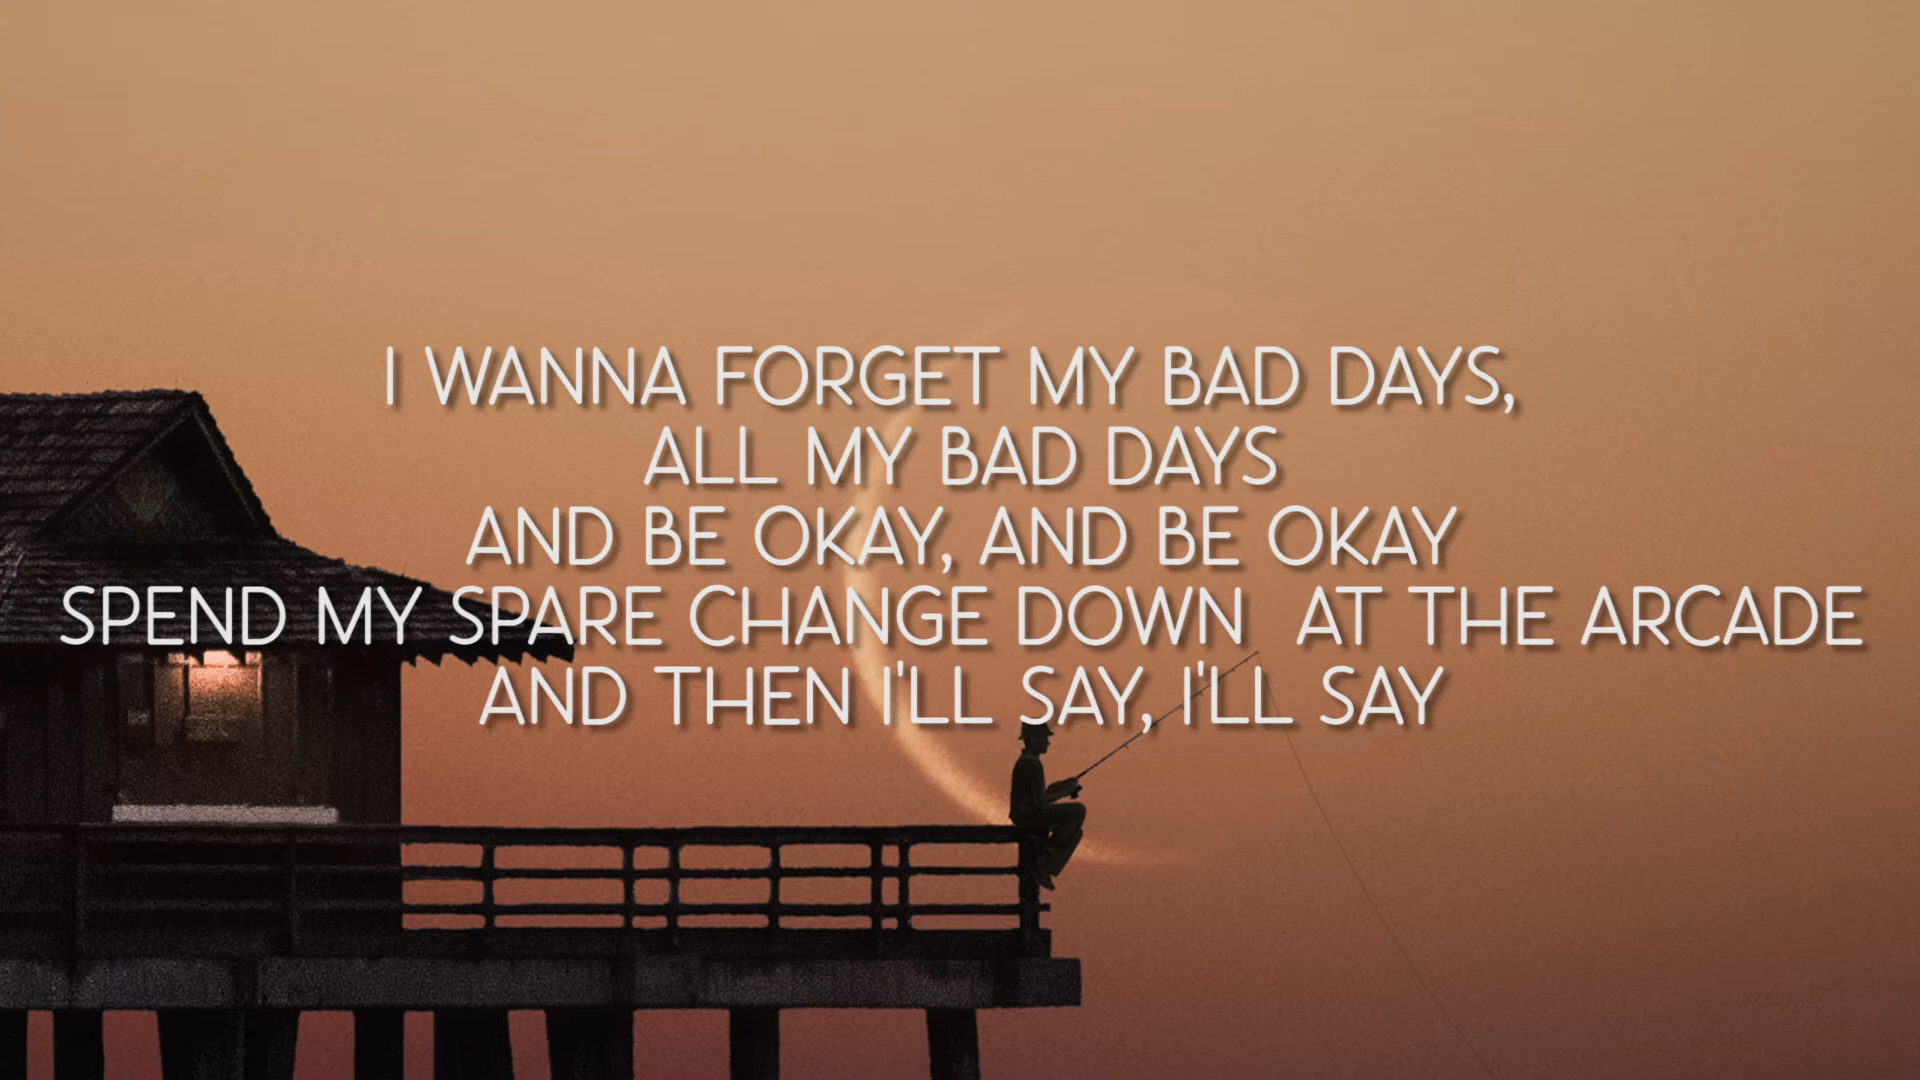 I WANNA FORGET MY BAD DAYS,
ALL MY BAD DAYS
AND BE OKAY, AND BE OKAY
SPEND MY SPARE CHANGE DOWN  AT THE ARCADE
AND THEN I'LL SAY, I'LL SAY